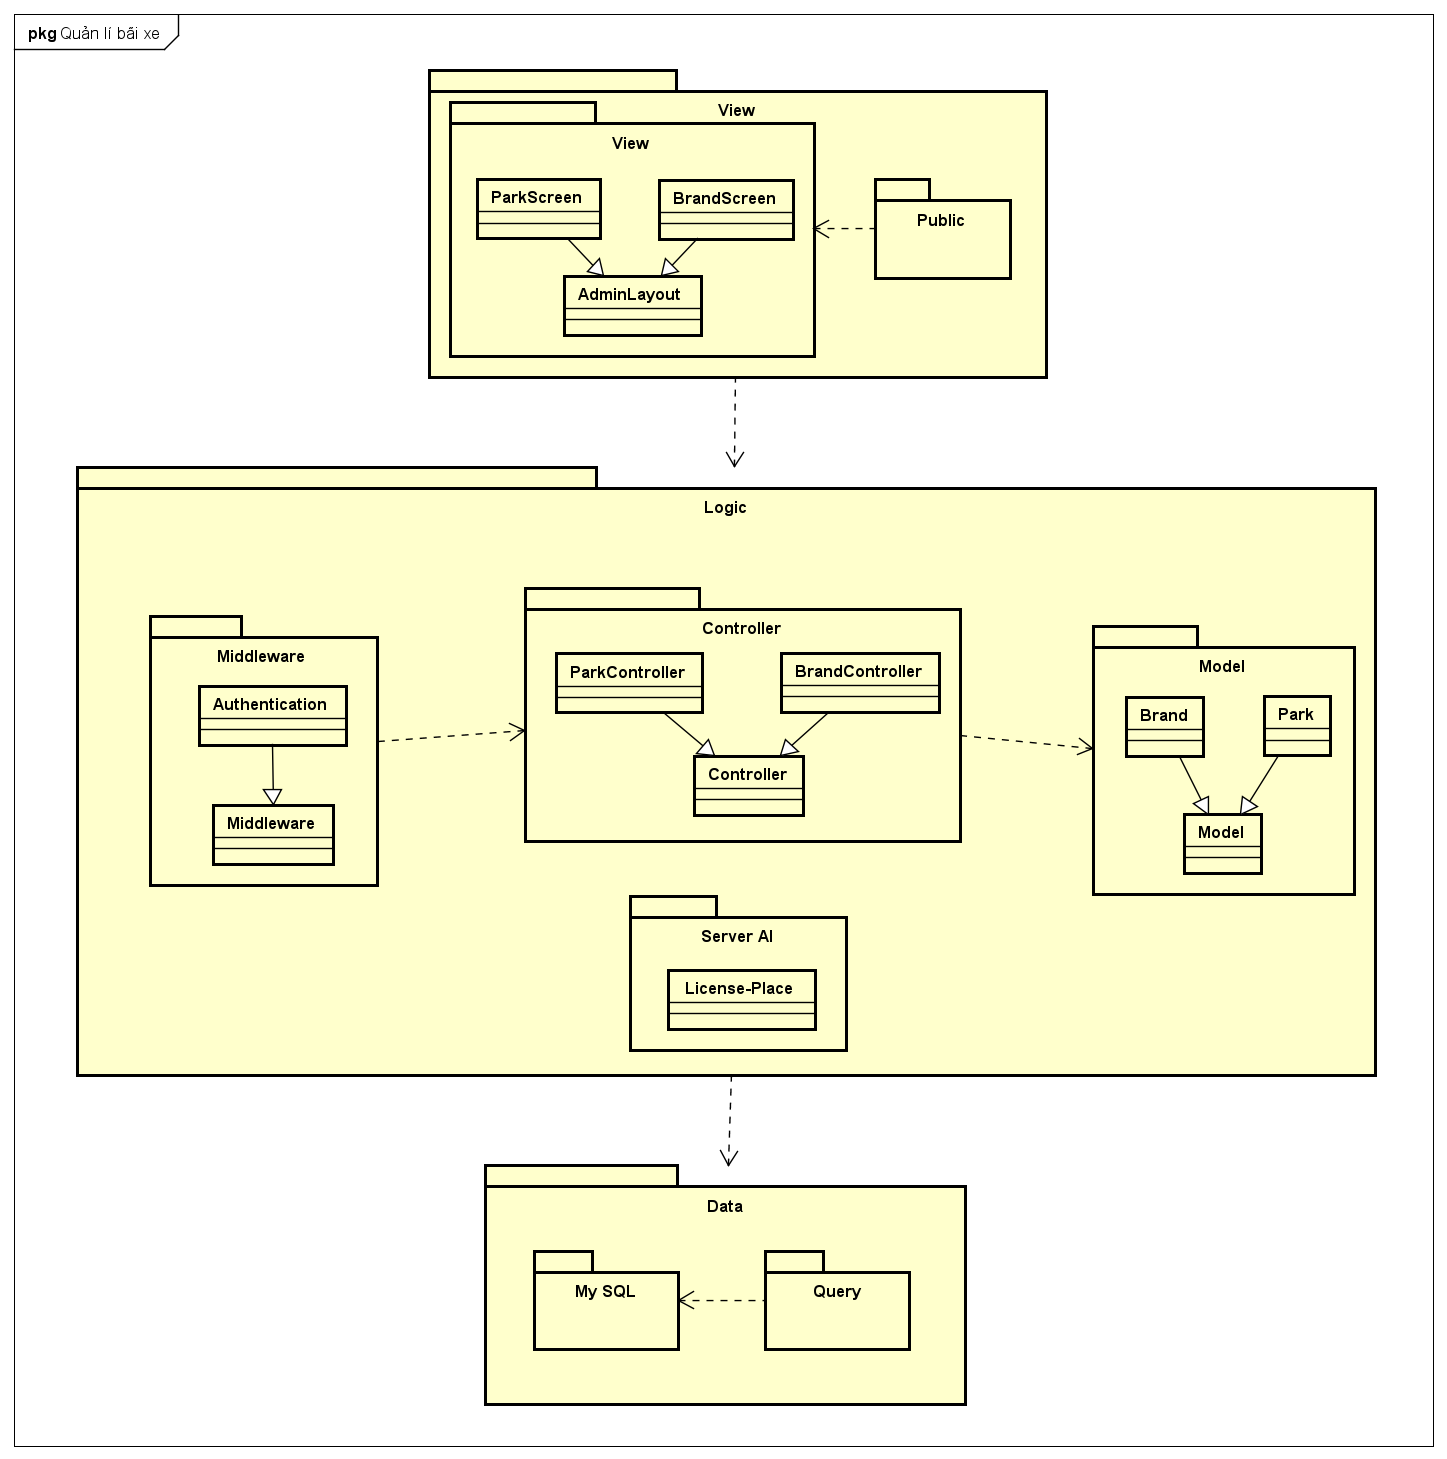 pkg Quản lí bãi xe
View
View
ParkScreen
BrandScreen
Public
AdminLayout
Logic
Middleware
Authentication
Middleware
Controller
ParkController
BrandController
Controller
Model
Brand
Park
Model
Server AI
License-Place
Data
My SQL
Query